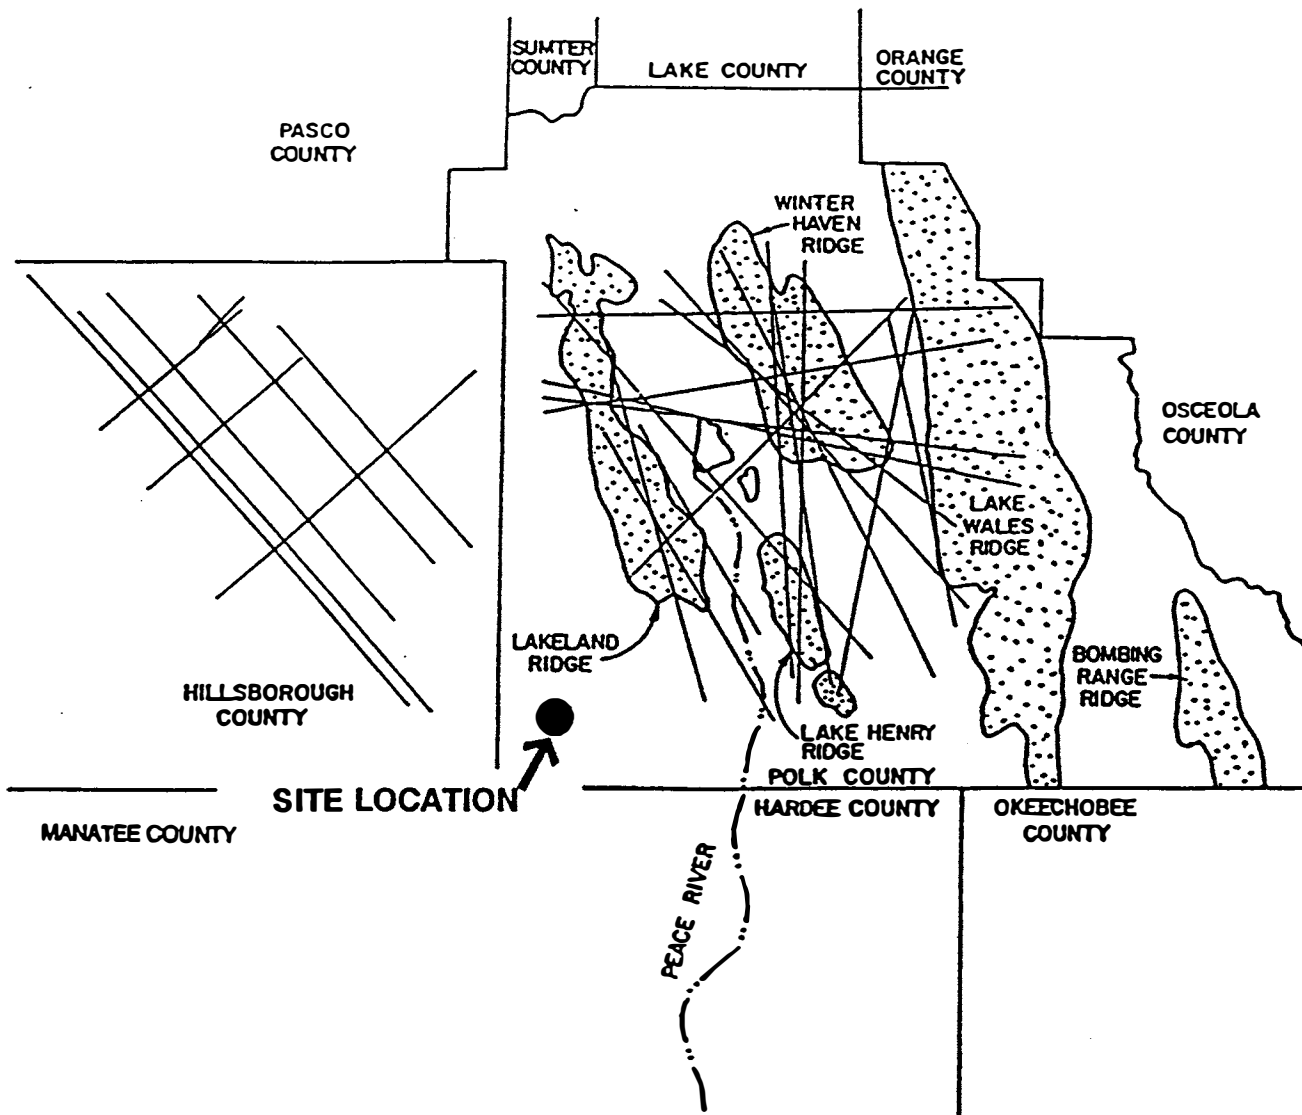 SUMTER
COUNTY
LAKE COUNTY
ORANGE
COUNTY
PASCO
COUNTY
WINTER
HAVEN
RIDGE
OSCEOLA
COUNTY
LAKE
WALES
RIDGE
LAKELAND
RIDGE
BOMBING
RANGE
RIDGE
HILLSBOROUGH
COUNTY
LAKE HENRY
RIDGE
POLK COUNTY
SITE LOCATION
HARDEE COUNTY
OKEECHOBEE
COUNTY
MANATEE COUNTY
PEACE RIVER